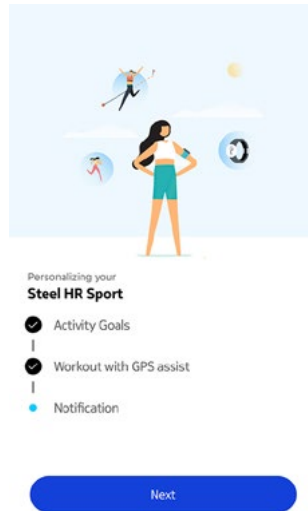 Personalizing your
Steel HR Sport
Activity Goals
Workout with GPS assist
Notification
Next